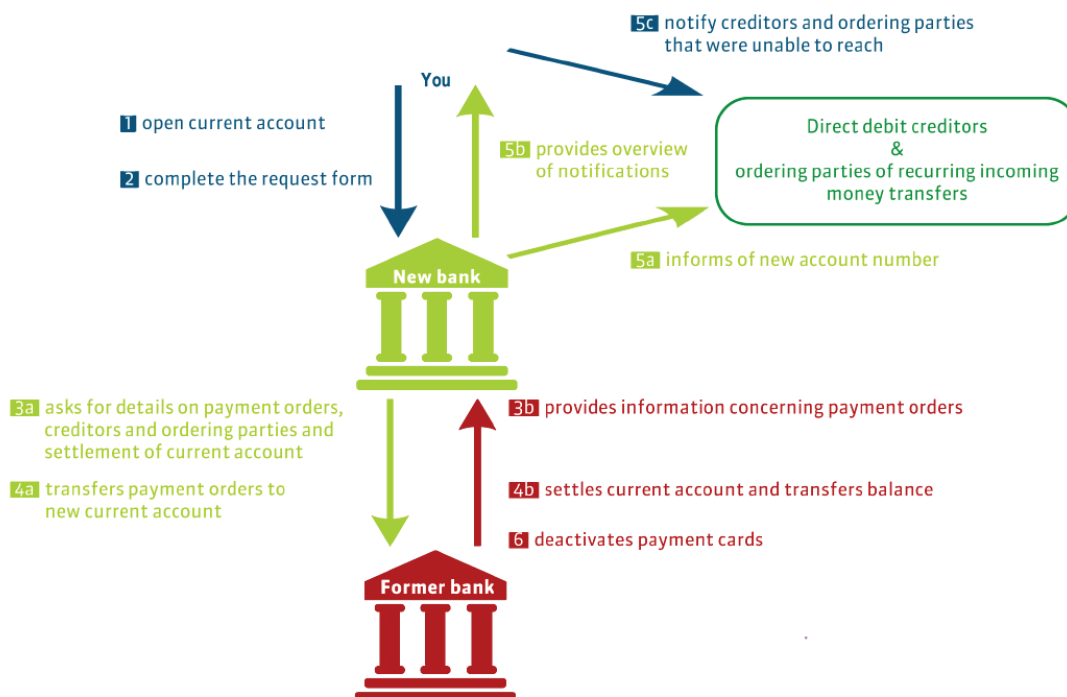 5c notify creditors and ordering parties
that were unable to reach
You
1 open current account
2 complete the request form
5b provides overview
of notifications
Direct debit creditors
&
ordering parties of recurring incoming
money transfers
5a informs of new account number
New bank
3a asks for details on payment orders,
creditors and ordering parties and
settlement of current account
3b provides information concerning payment orders
4a transfers payment orders to
new current account
4b settles current account and transfers balance
6 deactivates payment cards
Former bank